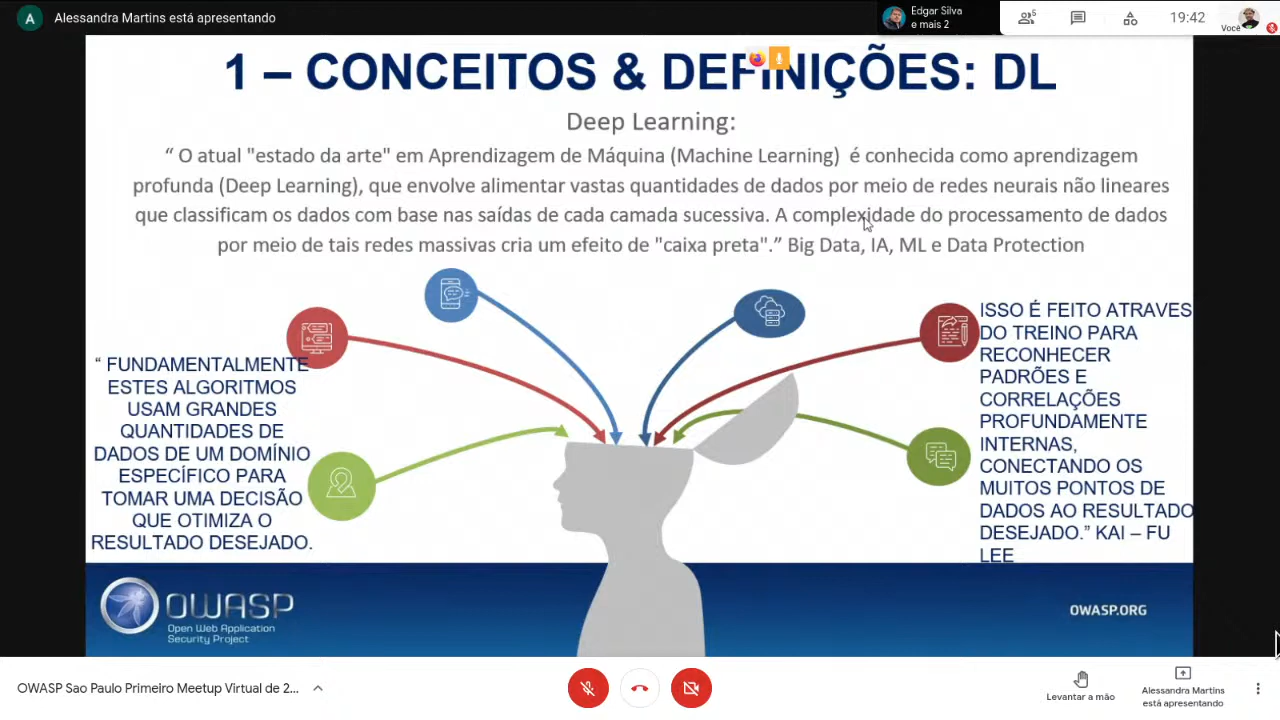 A
Alessandra Martins está apresentando
Edgar Silva
e mais 2
5
19:42
Você
1 – CONCEITOS & DEFINIÇÕES: DL
Deep Learning:
“ O atual "estado da arte" em Aprendizagem de Máquina (Machine Learning) é conhecida como aprendizagem
profunda (Deep Learning), que envolve alimentar vastas quantidades de dados por meio de redes neurais não lineares
que classificam os dados com base nas saídas de cada camada sucessiva. A complexidade do processamento de dados
por meio de tais redes massivas cria um efeito de "caixa preta".” Big Data, IA, ML e Data Protection
“ FUNDAMENTALMENTE
ESTES ALGORITMOS
USAM GRANDES
QUANTIDADES DE
DADOS DE UM DOMÍNIO
ESPECÍFICO PARA
TOMAR UMA DECISÃO
QUE OTIMIZA O
RESULTADO DESEJADO.
ISSO É FEITO ATRAVES
DO TREINO PARA
RECONHECER
PADRÕES E
CORRELAÇÕES
PROFUNDAMENTE
INTERNAS,
CONECTANDO OS
MUITOS PONTOS DE
DADOS AO RESULTADO
DESEJADO.” KAI – FU
LEE
OWASP
Open Web Application
Security Project
OWASP.ORG
OWASP Sao Paulo Primeiro Meetup Virtual de 2...
Levantar a mão
Alessandra Martins
está apresentando